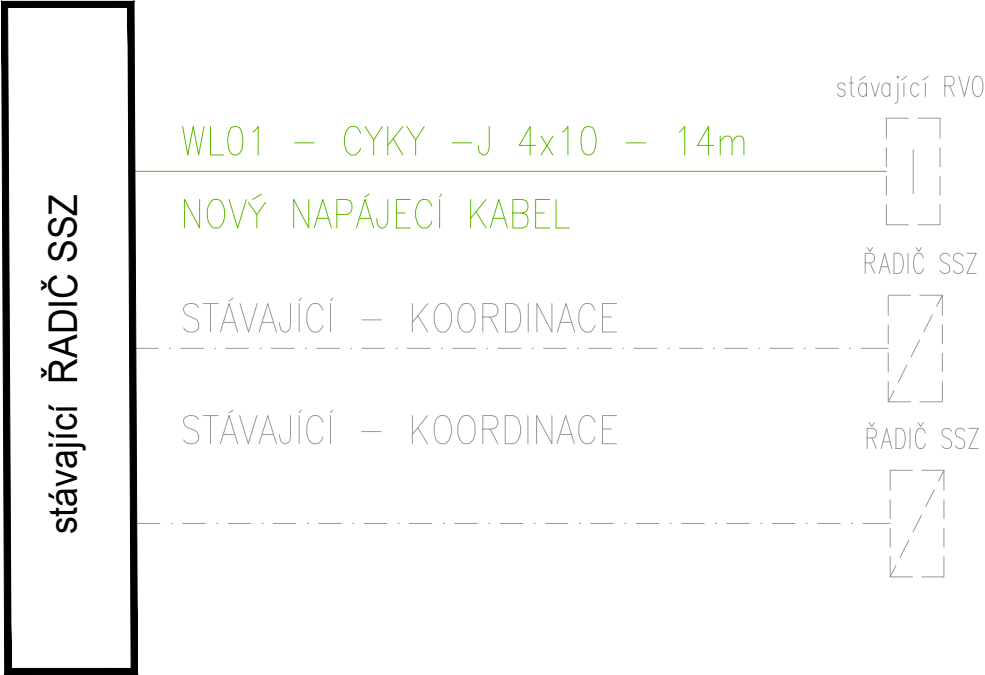 stávající ŘADIČ SSZ
stávající RVO
WL01 – CYKY –J 4x10 – 14m
NOVÝ NAPÁJECÍ KABEL
ŘADIČ SSZ
STÁVAJÍCÍ – KOORDINACE
STÁVAJÍCÍ – KOORDINACE
ŘADIČ SSZ